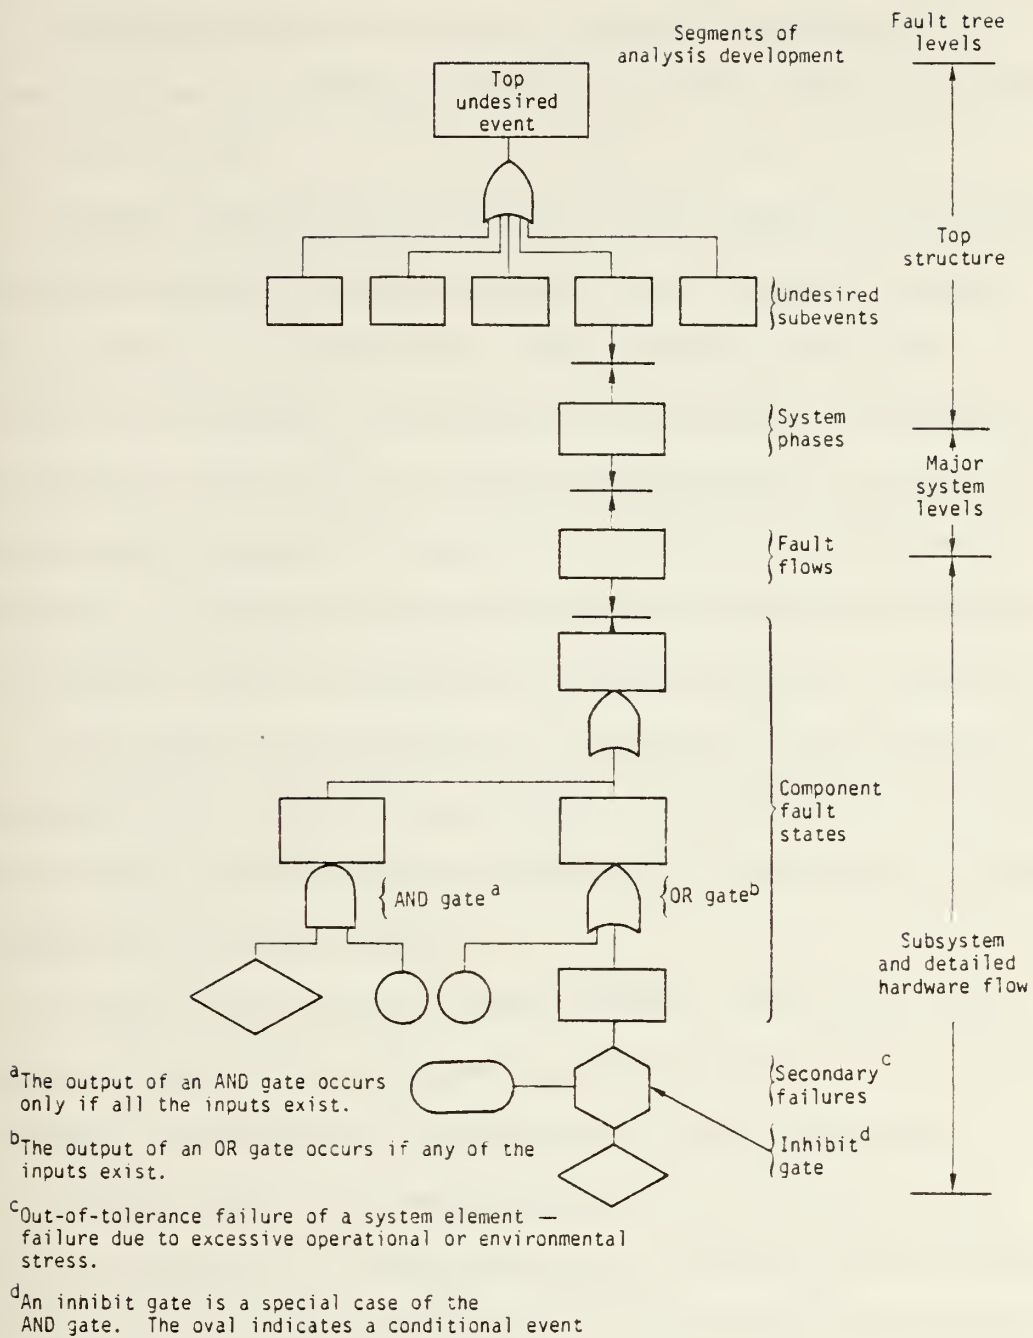 Segments of
analysis development
Fault tree
levels
Top
undesired
event
Top
structure
Undesired
subevents
System
phases
Major
system
levels
Fault
flows
Component
fault
states
AND gate a
OR gate b
Subsystem
and detailed
hardware flow
Secondary c
failures
Inhibit d
gate
a The output of an AND gate occurs
only if all the inputs exist.
b The output of an OR gate occurs if any of the
inputs exist.
c Out-of-tolerance failure of a system element —
failure due to excessive operational or environmental
stress.
d An inhibit gate is a special case of the
AND gate. The oval indicates a conditional event